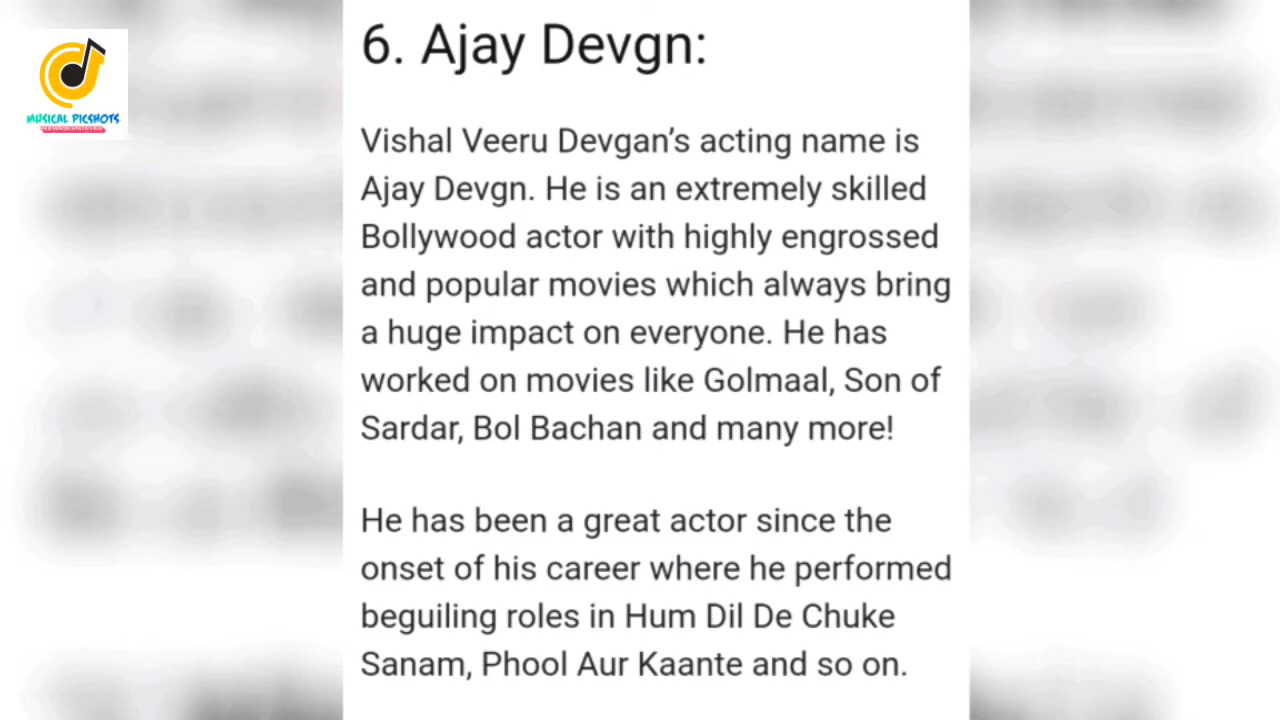 6. Ajay Devgn:
Vishal Veeru Devgan’s acting name is
Ajay Devgn. He is an extremely skilled
Bollywood actor with highly engrossed
and popular movies which always bring
a huge impact on everyone. He has
worked on movies like Golmaal, Son of
Sardar, Bol Bachan and many more!
He has been a great actor since the
onset of his career where he performed
beguiling roles in Hum Dil De Chuke
Sanam, Phool Aur Kaante and so on.
MUSICAL PICSHOTS